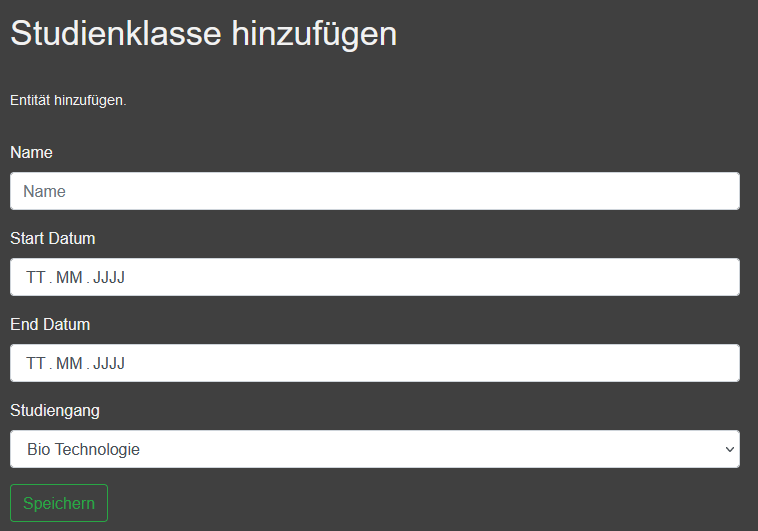 Studienklasse hinzufügen
Entität hinzufügen.
Name
Name
Start Datum
TT . MM . JJJJ
End Datum
TT . MM . JJJJ
Studiengang
Bio Technologie
Speichern